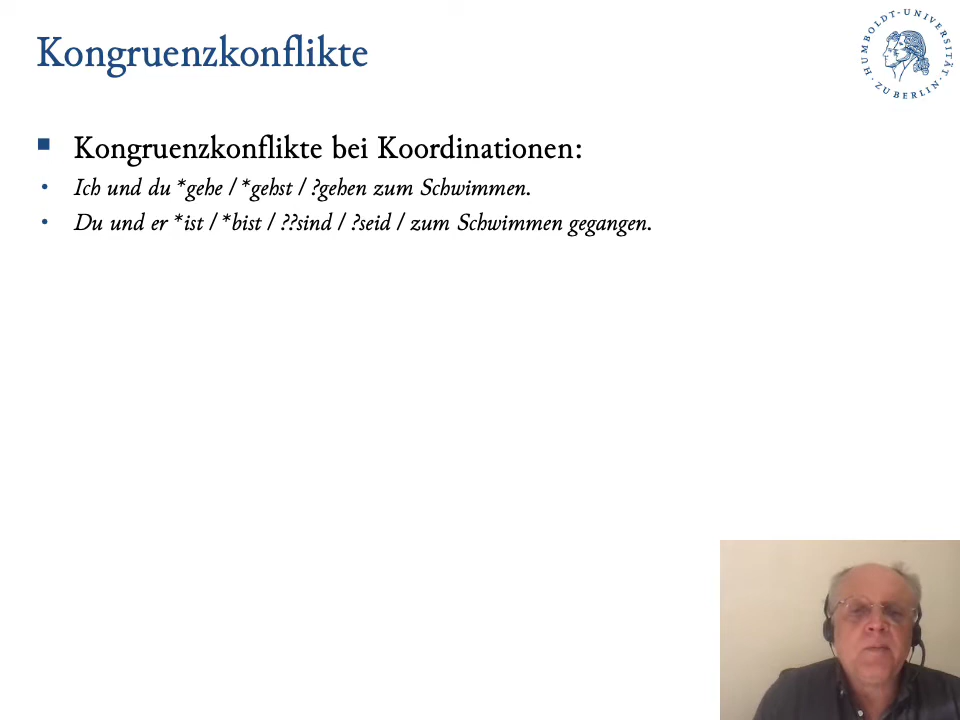 Kongruenzkonflikte
HUMBOLDT-UNIVERSITÄT
ZU BERLIN
Kongruenzkonflikte bei Koordinationen:
Ich und du *gehe / *gehst / ?gehen zum Schwimmen.
Du und er *ist / *bist / ??sind / ?seid / zum Schwimmen gegangen.